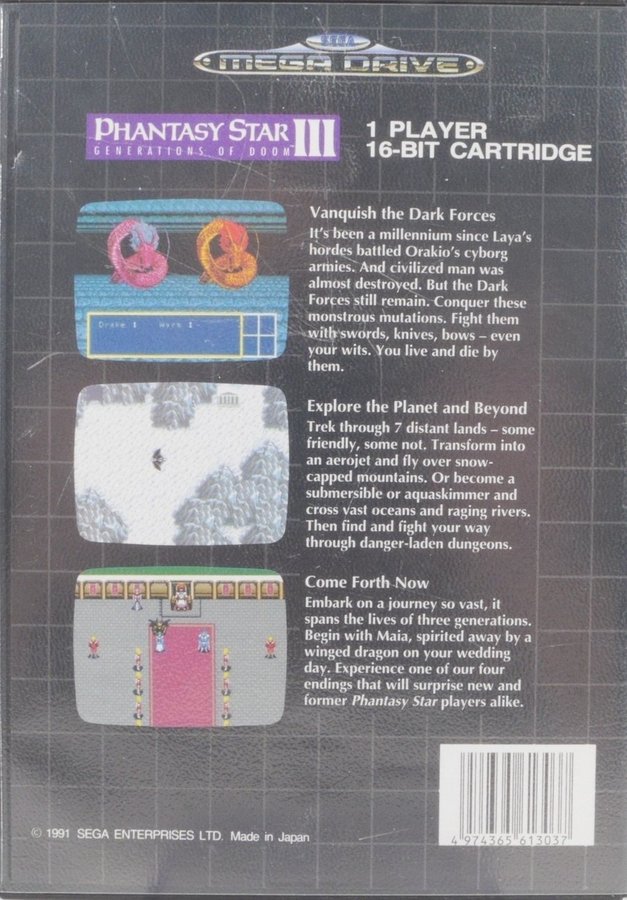 SEGA
MEGA DRIVE
PHANTASY STAR III
GENERATIONS OF DOOM
1 PLAYER
16-BIT CARTRIDGE
Vanquish the Dark Forces
It's been a millennium since Laya's
hordes battled Orakio's cyborg
armies. And civilized man was
almost destroyed. But the Dark
Forces still remain. Conquer these
monstrous mutations. Fight them
with swords, knives, bows – even
your wits. You live and die by
them.
Drake 1 Worm 1
Explore the Planet and Beyond
Trek through 7 distant lands – some
friendly, some not. Transform into
an aerojet and fly over snow-
capped mountains. Or become a
submersible or aquaskimmer and
cross vast oceans and raging rivers.
Then find and fight your way
through danger-laden dungeons.
Come Forth Now
Embark on a journey so vast, it
spans the lives of three generations.
Begin with Maia, spirited away by a
winged dragon on your wedding
day. Experience one of our four
endings that will surprise new and
former Phantasy Star players alike.
© 1991 SEGA ENTERPRISES LTD. Made in Japan
4 974365 613037